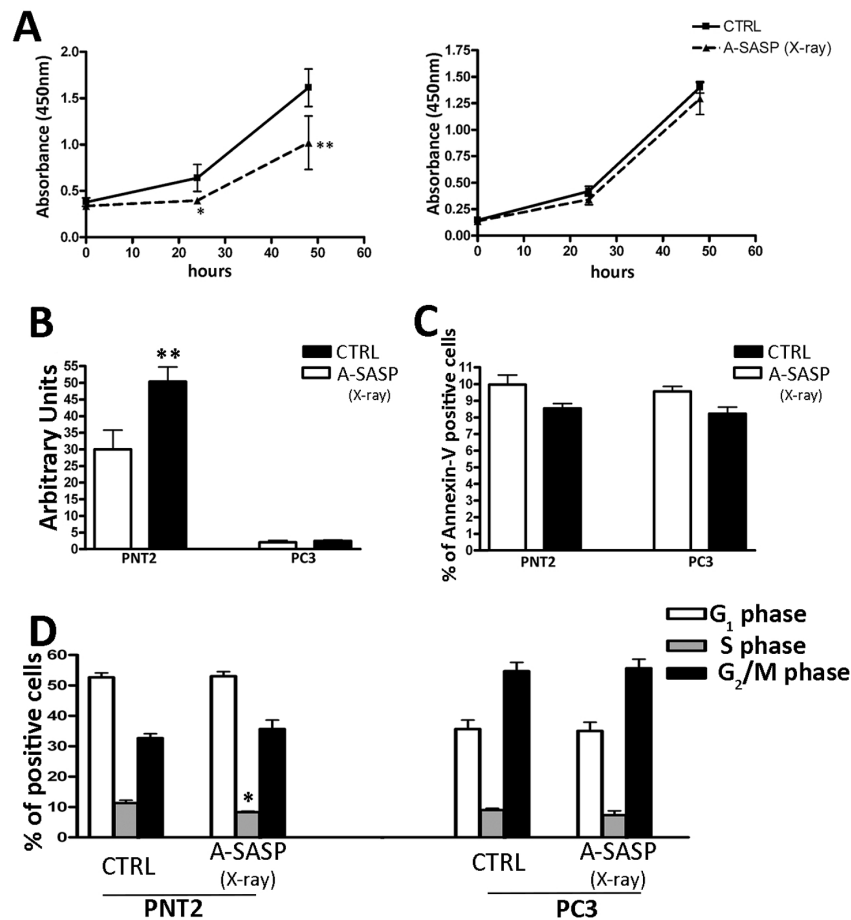 A
CTRL
A-SASP (X-ray)
Absorbance (450nm)
2.0
1.5
1.0
0.5
0.0
**
*
0 10 20 30 40 50 60
hours
Absorbance (450nm)
1.75
1.50
1.25
1.00
0.75
0.50
0.25
0.00
0 10 20 30 40 50 60
hours
B
CTRL
A-SASP
(X-ray)
**
Arbitrary Units
55
50
45
40
35
30
25
20
15
10
5
0
PNT2 PC3
C
CTRL
A-SASP
(X-ray)
% of Annexin-V positive cells
11
10
9
8
7
6
5
4
3
2
1
0
PNT2 PC3
D
G1 phase
S phase
G2/M phase
% of positive cells
60
50
40
30
20
10
0
*
CTRL A-SASP CTRL A-SASP
(X-ray) (X-ray)
PNT2 PC3